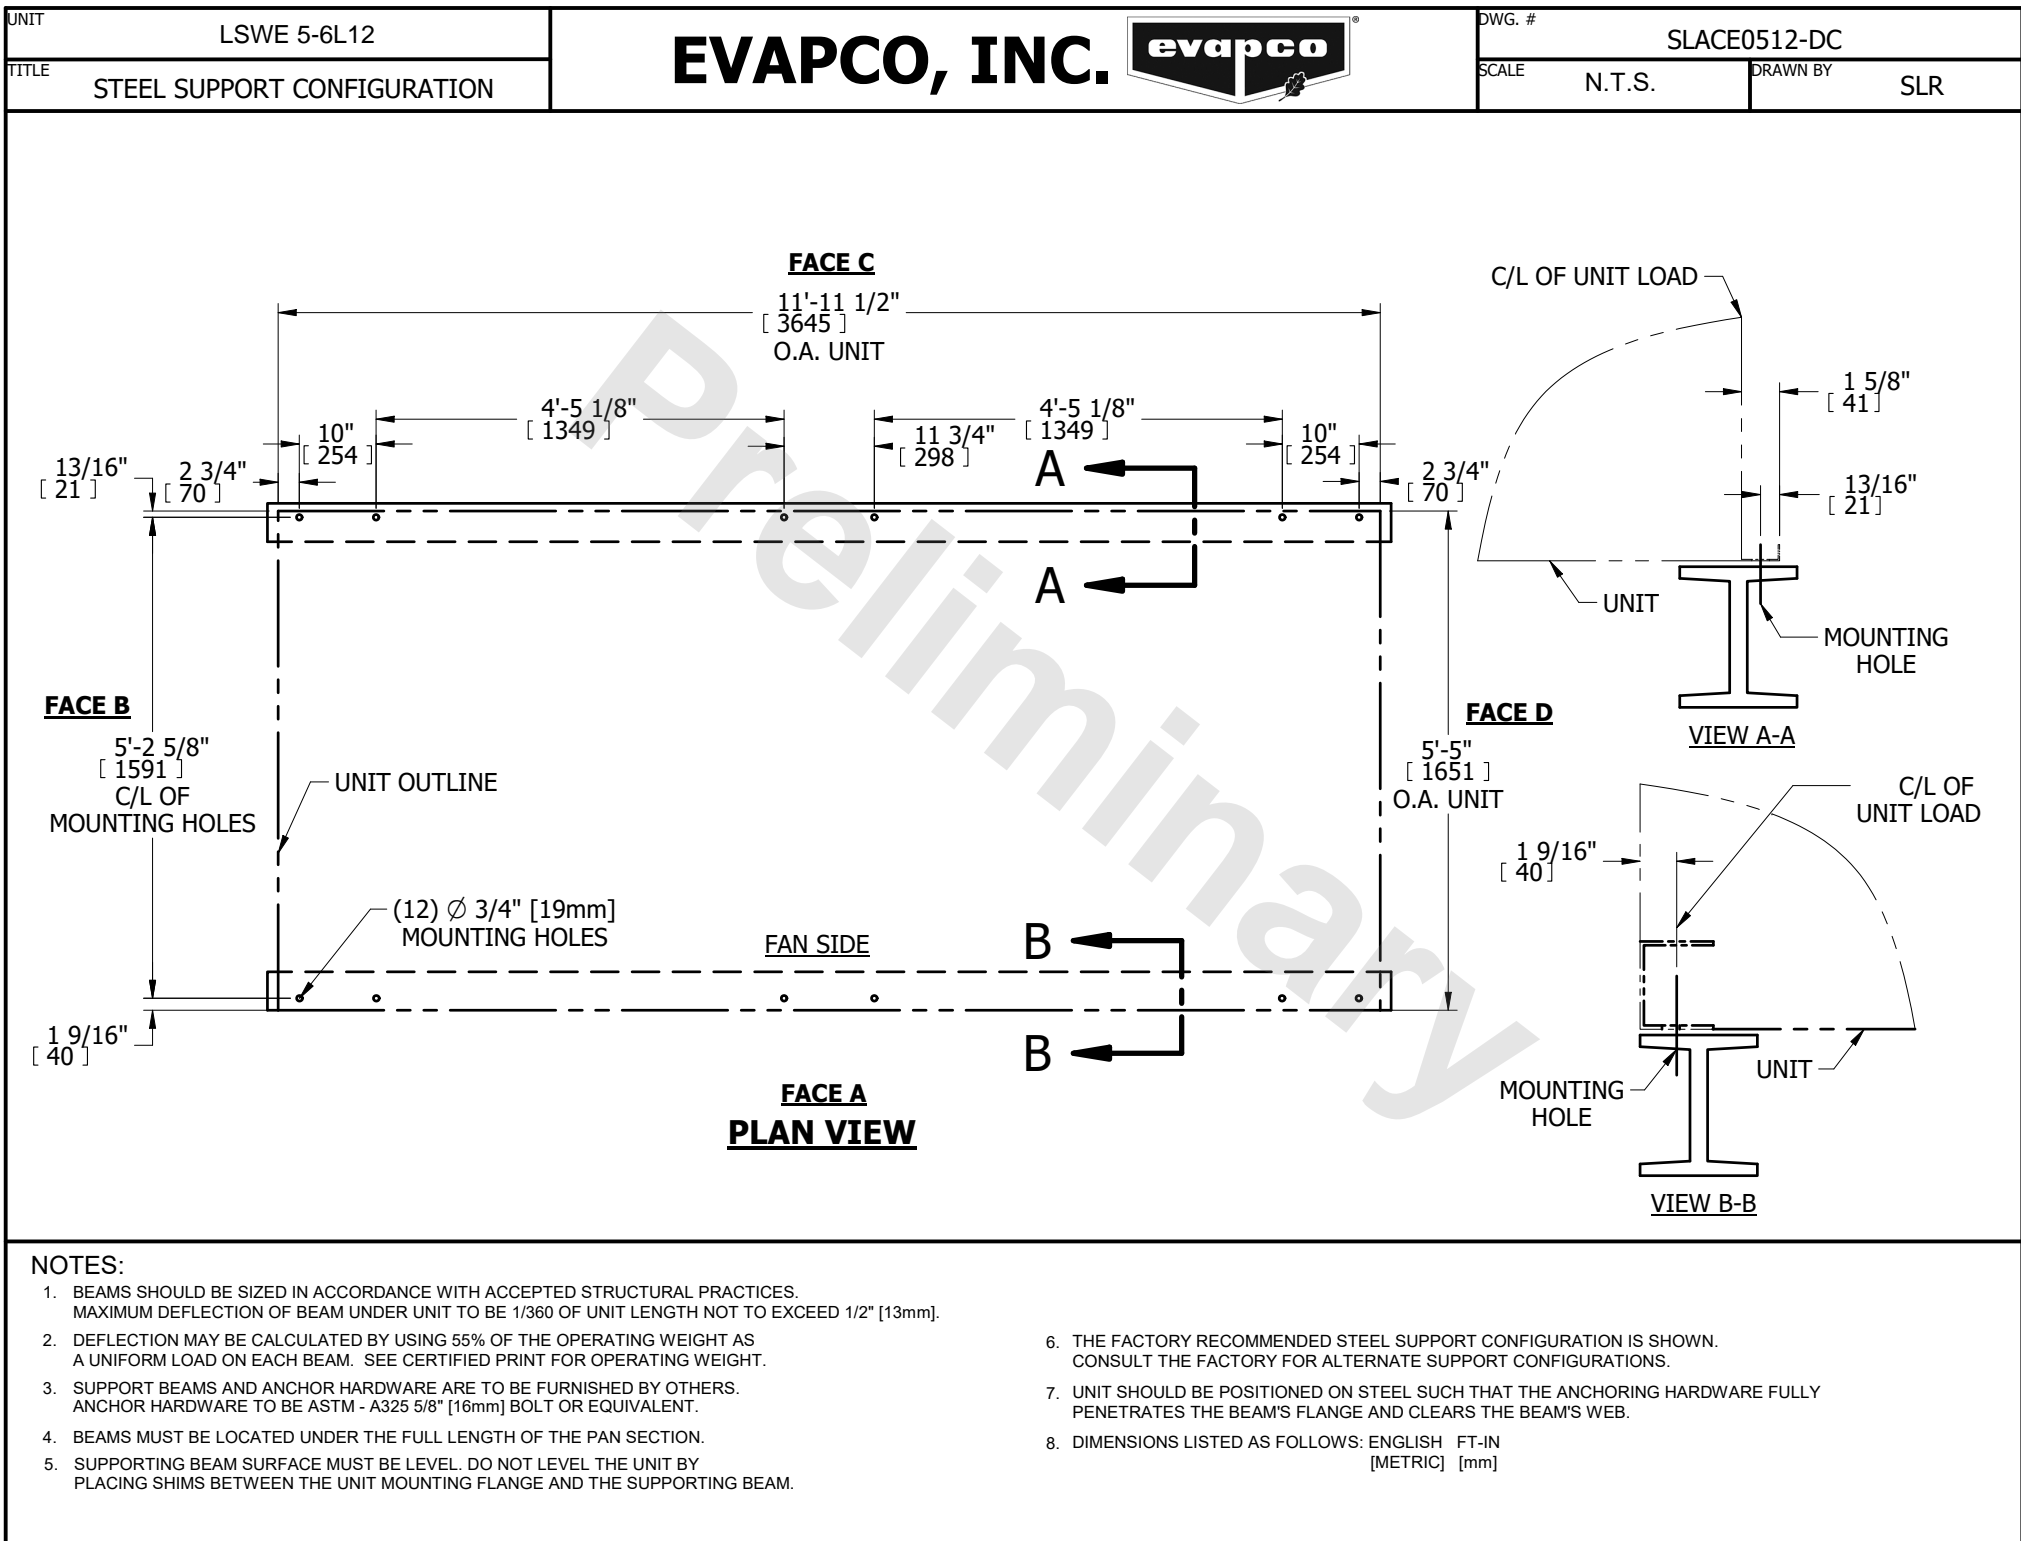 UNIT
LSWE 5-6L12
TITLE
STEEL SUPPORT CONFIGURATION
EVAPCO, INC.
evapco
®
DWG. #
SLACE0512-DC
SCALE
N.T.S.
DRAWN BY
SLR
FACE C
11'-11 1/2"
[ 3645 ]
O.A. UNIT
4'-5 1/8"
[ 1349 ]
4'-5 1/8"
[ 1349 ]
10"
[ 254 ]
11 3/4"
[ 298 ]
10"
[ 254 ]
13/16"
[ 21 ]
2 3/4"
[ 70 ]
2 3/4"
[ 70 ]
A
A
FACE B
5'-2 5/8"
[ 1591 ]
C/L OF
MOUNTING HOLES
UNIT OUTLINE
(12) Ø 3/4" [19mm]
MOUNTING HOLES
FAN SIDE
B
B
1 9/16"
[ 40 ]
FACE D
5'-5"
[ 1651 ]
O.A. UNIT
FACE A
PLAN VIEW
Preliminary
C/L OF UNIT LOAD
1 5/8"
[ 41 ]
13/16"
[ 21 ]
UNIT
MOUNTING
HOLE
VIEW A-A
C/L OF
UNIT LOAD
1 9/16"
[ 40 ]
UNIT
MOUNTING
HOLE
VIEW B-B
NOTES:
1. BEAMS SHOULD BE SIZED IN ACCORDANCE WITH ACCEPTED STRUCTURAL PRACTICES.
MAXIMUM DEFLECTION OF BEAM UNDER UNIT TO BE 1/360 OF UNIT LENGTH NOT TO EXCEED 1/2" [13mm].
2. DEFLECTION MAY BE CALCULATED BY USING 55% OF THE OPERATING WEIGHT AS
A UNIFORM LOAD ON EACH BEAM. SEE CERTIFIED PRINT FOR OPERATING WEIGHT.
3. SUPPORT BEAMS AND ANCHOR HARDWARE ARE TO BE FURNISHED BY OTHERS.
ANCHOR HARDWARE TO BE ASTM - A325 5/8" [16mm] BOLT OR EQUIVALENT.
4. BEAMS MUST BE LOCATED UNDER THE FULL LENGTH OF THE PAN SECTION.
5. SUPPORTING BEAM SURFACE MUST BE LEVEL. DO NOT LEVEL THE UNIT BY
PLACING SHIMS BETWEEN THE UNIT MOUNTING FLANGE AND THE SUPPORTING BEAM.
6. THE FACTORY RECOMMENDED STEEL SUPPORT CONFIGURATION IS SHOWN.
CONSULT THE FACTORY FOR ALTERNATE SUPPORT CONFIGURATIONS.
7. UNIT SHOULD BE POSITIONED ON STEEL SUCH THAT THE ANCHORING HARDWARE FULLY
PENETRATES THE BEAM'S FLANGE AND CLEARS THE BEAM'S WEB.
8. DIMENSIONS LISTED AS FOLLOWS: ENGLISH FT-IN
[METRIC] [mm]